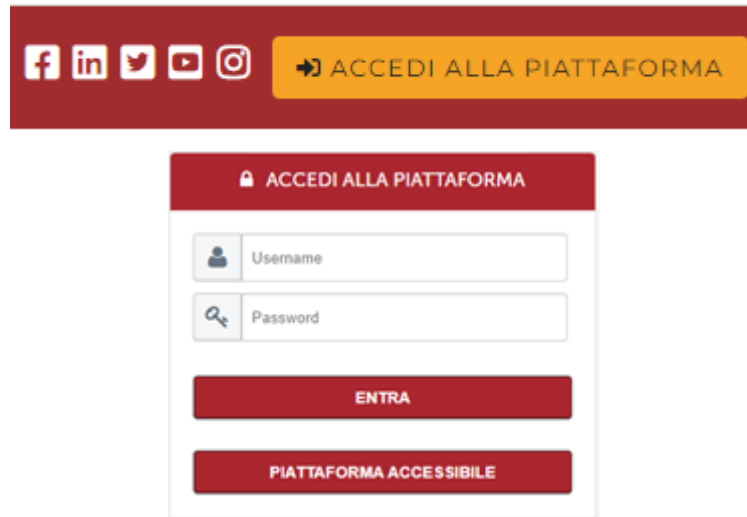 ACCEDI ALLA PIATTAFORMA
ACCEDI ALLA PIATTAFORMA
Username
Password
ENTRA
PIATTAFORMA ACCESSIBILE